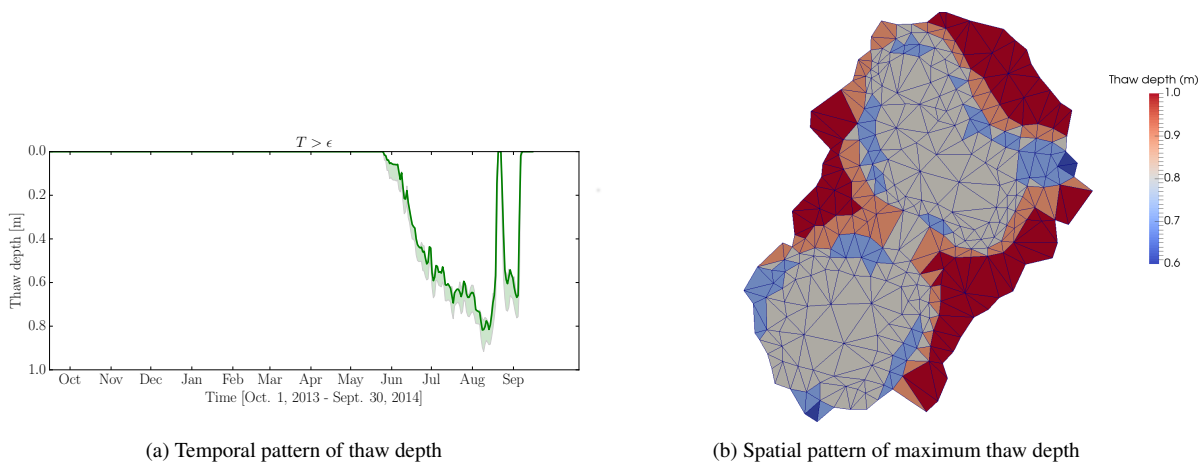 T > ϵ
Thaw depth [m]
0.0
0.2
0.4
0.6
0.8
1.0
Oct Nov Dec Jan Feb Mar Apr May Jun Jul Aug Sep
Time [Oct. 1, 2013 - Sept. 30, 2014]
(a) Temporal pattern of thaw depth
Thaw depth (m)
1.0
0.9
0.8
0.7
0.6
(b) Spatial pattern of maximum thaw depth